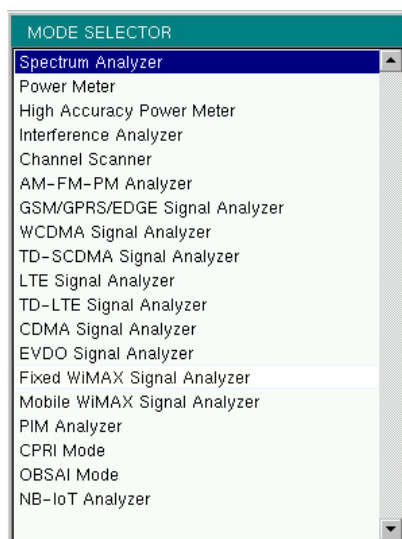 MODE SELECTOR
Spectrum Analyzer
Power Meter
High Accuracy Power Meter
Interference Analyzer
Channel Scanner
AM-FM-PM Analyzer
GSM/GPRS/EDGE Signal Analyzer
WCDMA Signal Analyzer
TD-SCDMA Signal Analyzer
LTE Signal Analyzer
TD-LTE Signal Analyzer
CDMA Signal Analyzer
EVDO Signal Analyzer
Fixed WiMAX Signal Analyzer
Mobile WiMAX Signal Analyzer
PIM Analyzer
CPRI Mode
OBSAI Mode
NB-IoT Analyzer